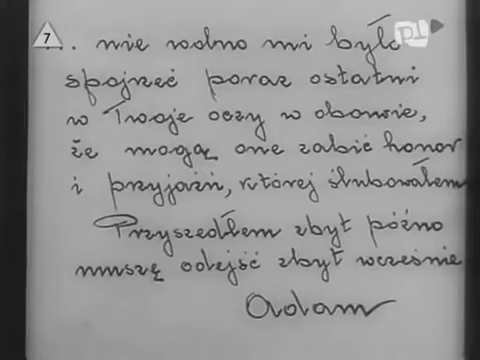 7
... nie wolno mi było
spojrzeć poraz ostatni
w Twoje oczy w obawie,
że mogą one zabić honor
i przyjaźń, której ślubowałem
Przyszedłem zbyt późno
muszę odejść zbyt wcześnie
Adam